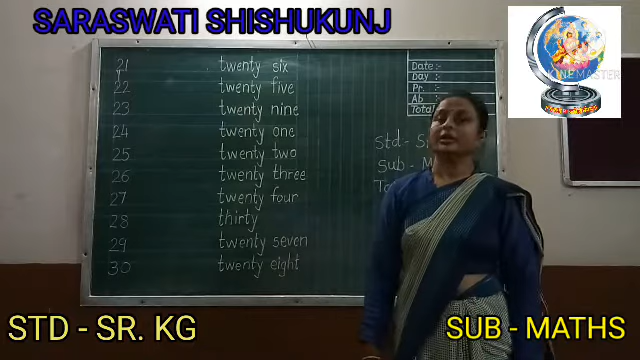 SARASWATI SHISHUKUNJ
KINEMASTER
21 twenty six
22 twenty five
23 twenty nine
24 twenty one
25 twenty two
26 twenty three
27 twenty four
28 thirty
29 twenty seven
30 twenty eight
Date :-
Day :-
Pr. :-
Ab :-
Total
Std - S
Sub - M
STD - SR. KG
SUB - MATHS